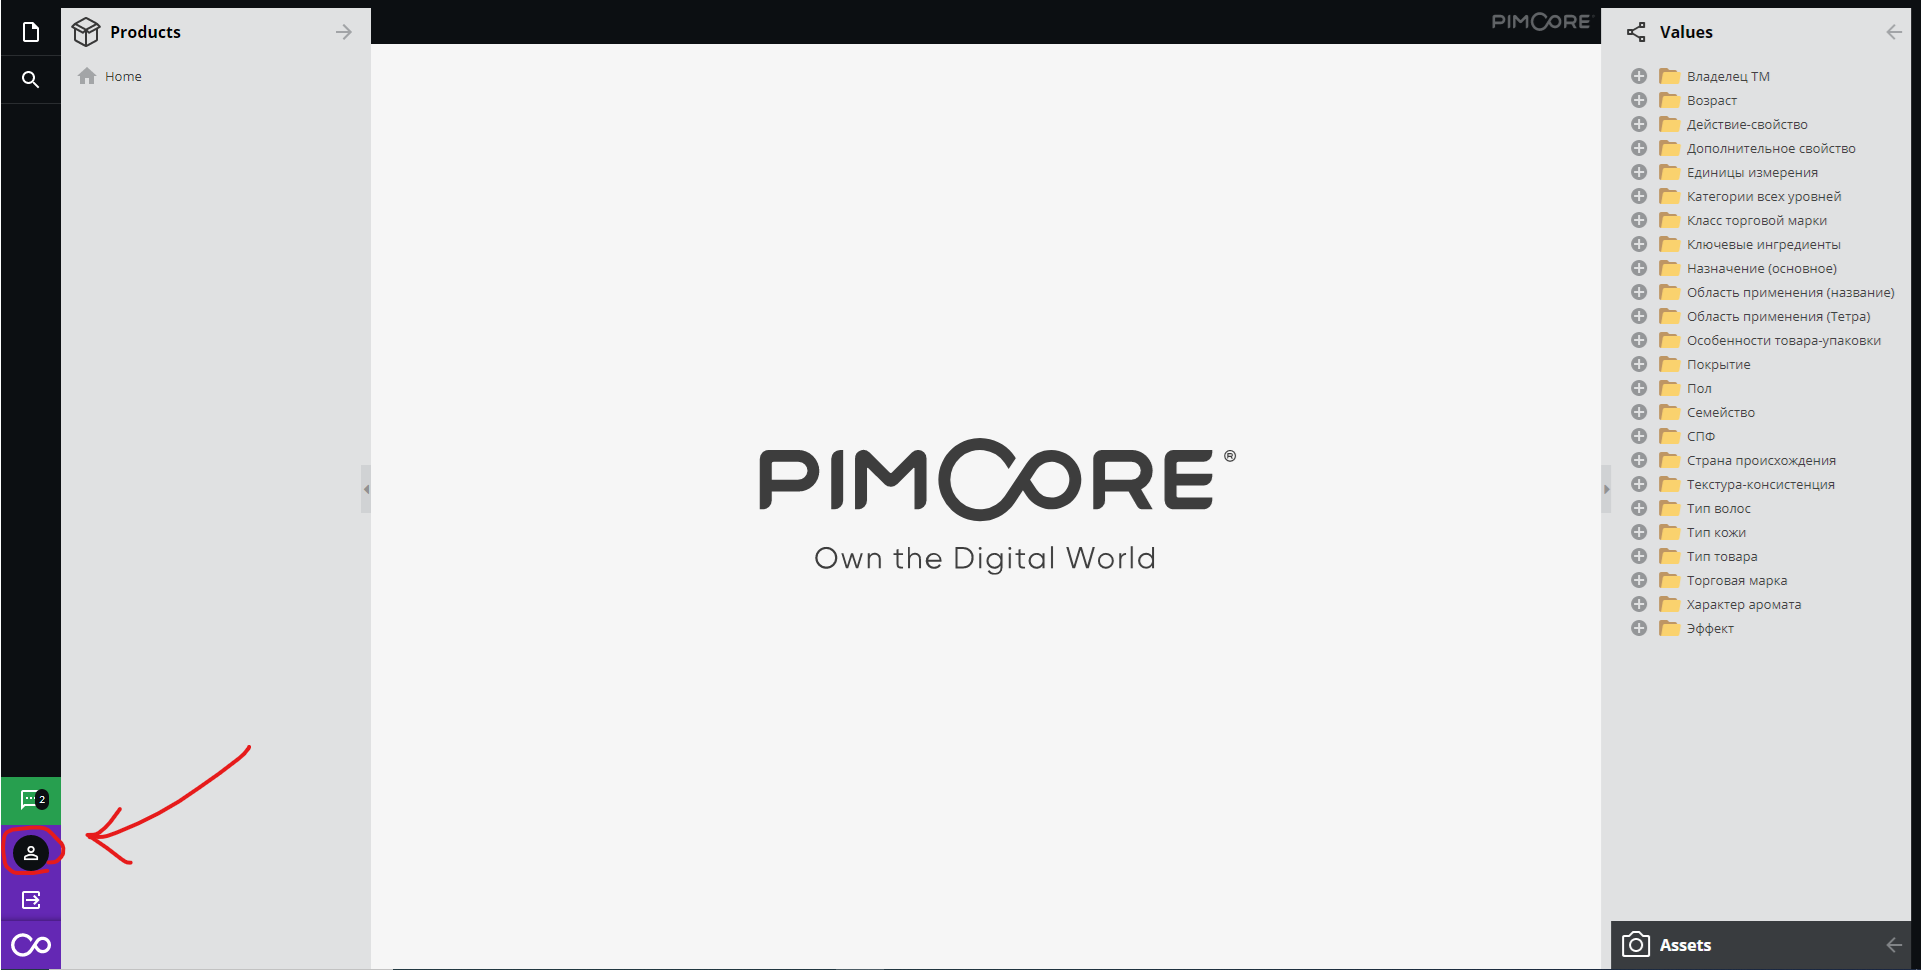 Products
Home
PIMCORE
PIMCORE®
Own the Digital World
Values
Владелец ТМ
Возраст
Действие-свойство
Дополнительное свойство
Единицы измерения
Категории всех уровней
Класс торговой марки
Ключевые ингредиенты
Назначение (основное)
Область применения (название)
Область применения (Тетра)
Особенности товара-упаковки
Покрытие
Пол
Семейство
СПФ
Страна происхождения
Текстура-консистенция
Тип волос
Тип кожи
Тип товара
Торговая марка
Характер аромата
Эффект
2
Assets